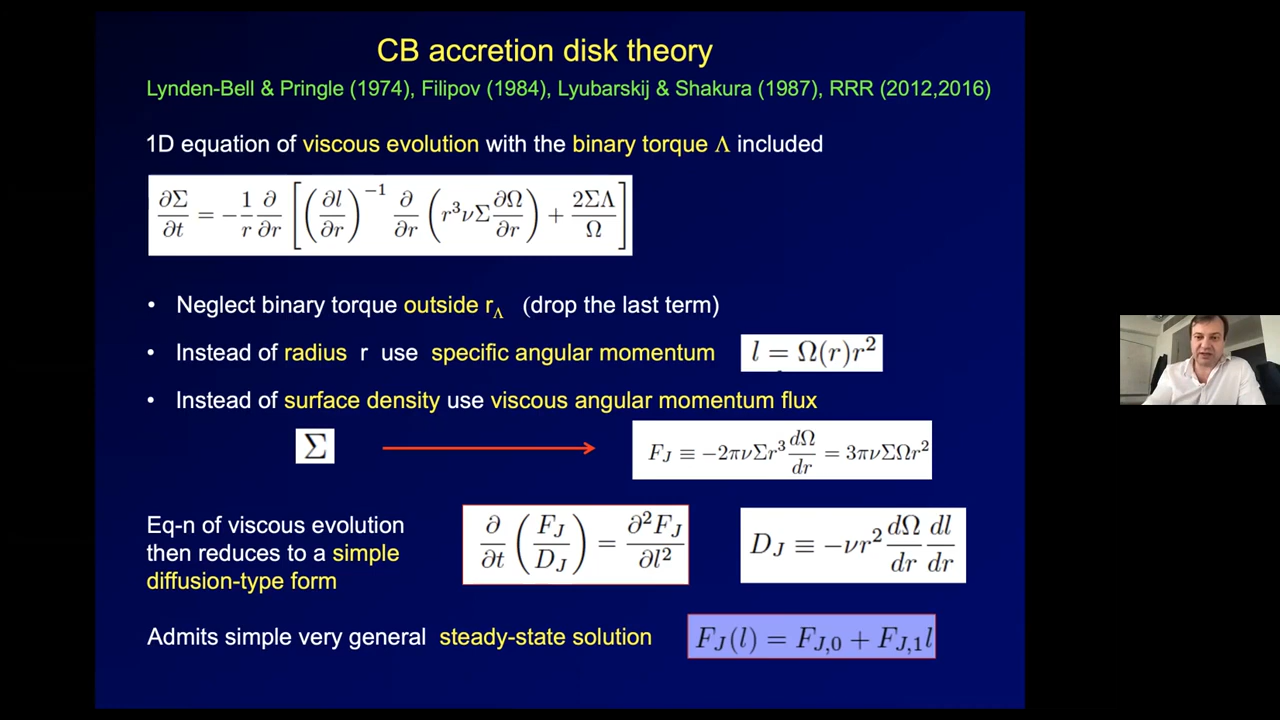 CB accretion disk theory
Lynden-Bell & Pringle (1974), Filipov (1984), Lyubarskij & Shakura (1987), RRR (2012,2016)
1D equation of viscous evolution with the binary torque Λ included
∂Σ/∂t = −(1/r) ∂/∂r [ (∂l/∂r)⁻¹ ∂/∂r ( r³νΣ ∂Ω/∂r ) + 2ΣΛ/Ω ]
• Neglect binary torque outside r_Λ (drop the last term)
• Instead of radius r use specific angular momentum l = Ω(r)r²
• Instead of surface density use viscous angular momentum flux
Σ → F_J ≡ −2πνΣr³ dΩ/dr = 3πνΣΩr²
Eq-n of viscous evolution
then reduces to a simple
diffusion-type form
∂/∂t ( F_J/D_J ) = ∂²F_J/∂l²
D_J ≡ −νr² dΩ/dr dl/dr
Admits simple very general steady-state solution F_J(l) = F_{J,0} + F_{J,1}l